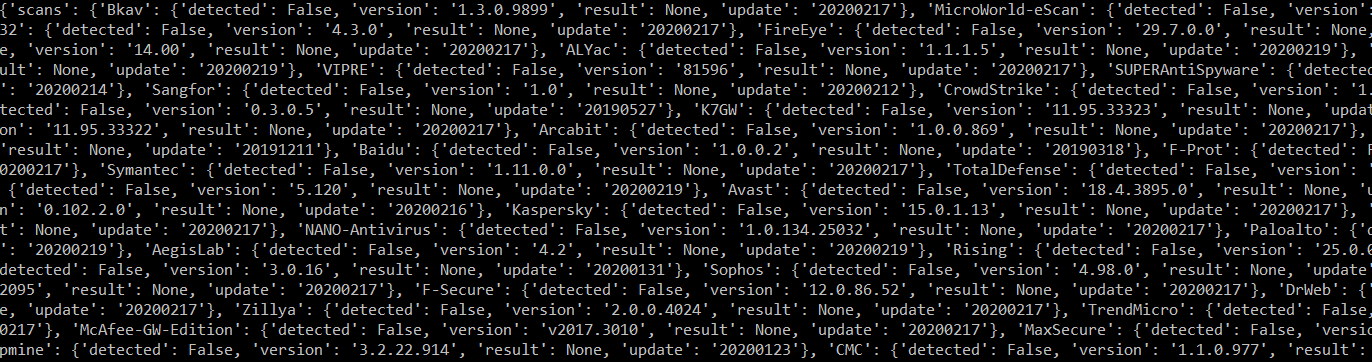 {'scans': {'Bkav': {'detected': False, 'version': '1.3.0.9899', 'result': None, 'update': '20200217'}, 'MicroWorld-eScan': {'detected': False, 'version':
32': {'detected': False, 'version': '4.3.0', 'result': None, 'update': '20200217'}, 'FireEye': {'detected': False, 'version': '29.7.0.0', 'result': None,
e, 'version': '14.00', 'result': None, 'update': '20200217'}, 'ALYac': {'detected': False, 'version': '1.1.1.5', 'result': None, 'update': '20200219'},
ult': None, 'update': '20200219'}, 'VIPRE': {'detected': False, 'version': '81596', 'result': None, 'update': '20200217'}, 'SUPERAntiSpyware': {'detecte
'20200214'}, 'Sangfor': {'detected': False, 'version': '1.0', 'result': None, 'update': '20200212'}, 'CrowdStrike': {'detected': False, 'version': '1.
tected': False, 'version': '0.3.0.5', 'result': None, 'update': '20190527'}, 'K7GW': {'detected': False, 'version': '11.95.33323', 'result': None, 'upda
on': '11.95.33322', 'result': None, 'update': '20200217'}, 'Arcabit': {'detected': False, 'version': '1.0.0.869', 'result': None, 'update': '20200217'},
'result': None, 'update': '20191211'}, 'Baidu': {'detected': False, 'version': '1.0.0.2', 'result': None, 'update': '20190318'}, 'F-Prot': {'detected': F
0200217'}, 'Symantec': {'detected': False, 'version': '1.11.0.0', 'result': None, 'update': '20200217'}, 'TotalDefense': {'detected': False, 'version':
{'detected': False, 'version': '5.120', 'result': None, 'update': '20200219'}, 'Avast': {'detected': False, 'version': '18.4.3895.0', 'result': None, '
n': '0.102.2.0', 'result': None, 'update': '20200216'}, 'Kaspersky': {'detected': False, 'version': '15.0.1.13', 'result': None, 'update': '20200217'},
t': None, 'update': '20200217'}, 'NANO-Antivirus': {'detected': False, 'version': '1.0.134.25032', 'result': None, 'update': '20200217'}, 'Paloalto': {'d
': '20200219'}, 'AegisLab': {'detected': False, 'version': '4.2', 'result': None, 'update': '20200219'}, 'Rising': {'detected': False, 'version': '25.0.0
detected': False, 'version': '3.0.16', 'result': None, 'update': '20200131'}, 'Sophos': {'detected': False, 'version': '4.98.0', 'result': None, 'update'
2095', 'result': None, 'update': '20200217'}, 'F-Secure': {'detected': False, 'version': '12.0.86.52', 'result': None, 'update': '20200217'}, 'DrWeb': {'
e, 'update': '20200217'}, 'Zillya': {'detected': False, 'version': '2.0.0.4024', 'result': None, 'update': '20200217'}, 'TrendMicro': {'detected': False,
0217'}, 'McAfee-GW-Edition': {'detected': False, 'version': 'v2017.3010', 'result': None, 'update': '20200217'}, 'MaxSecure': {'detected': False, 'versio
pmine': {'detected': False, 'version': '3.2.22.914', 'result': None, 'update': '20200123'}, 'CMC': {'detected': False, 'version': '1.1.0.977', 'result':